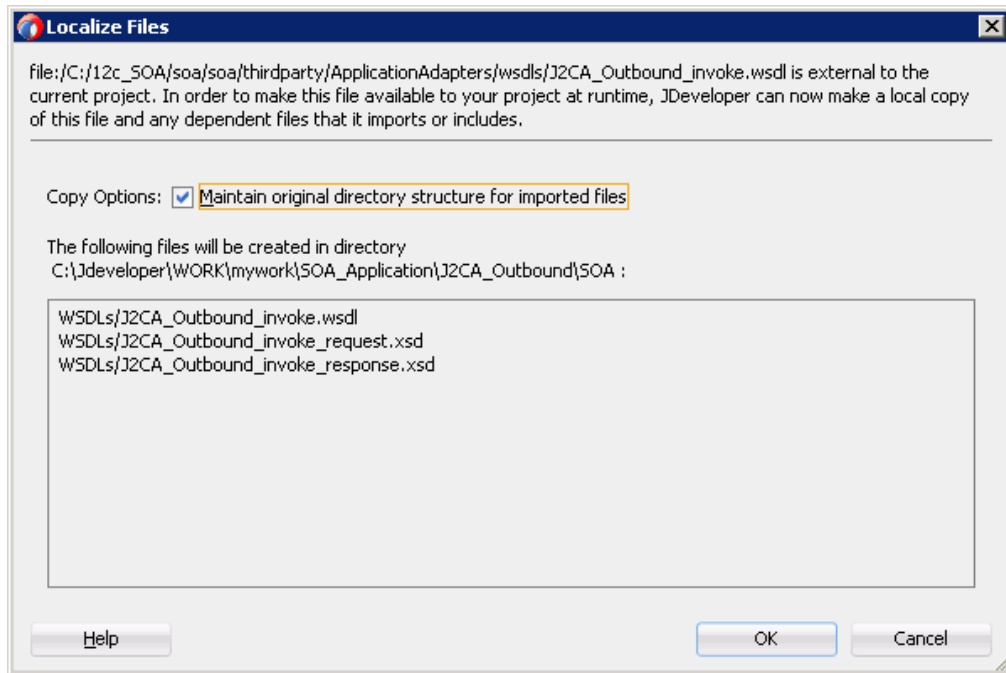 Localize Files
file:/C:/12c_SOA/soa/soa/thirdparty/ApplicationAdapters/wsdls/J2CA_Outbound_invoke.wsdl is external to the
current project. In order to make this file available to your project at runtime, JDeveloper can now make a local copy
of this file and any dependent files that it imports or includes.
Copy Options: Maintain original directory structure for imported files
The following files will be created in directory
C:\Jdeveloper\WORK\mywork\SOA_Application\J2CA_Outbound\SOA :
WSDLs/J2CA_Outbound_invoke.wsdl
WSDLs/J2CA_Outbound_invoke_request.xsd
WSDLs/J2CA_Outbound_invoke_response.xsd
Help OK Cancel